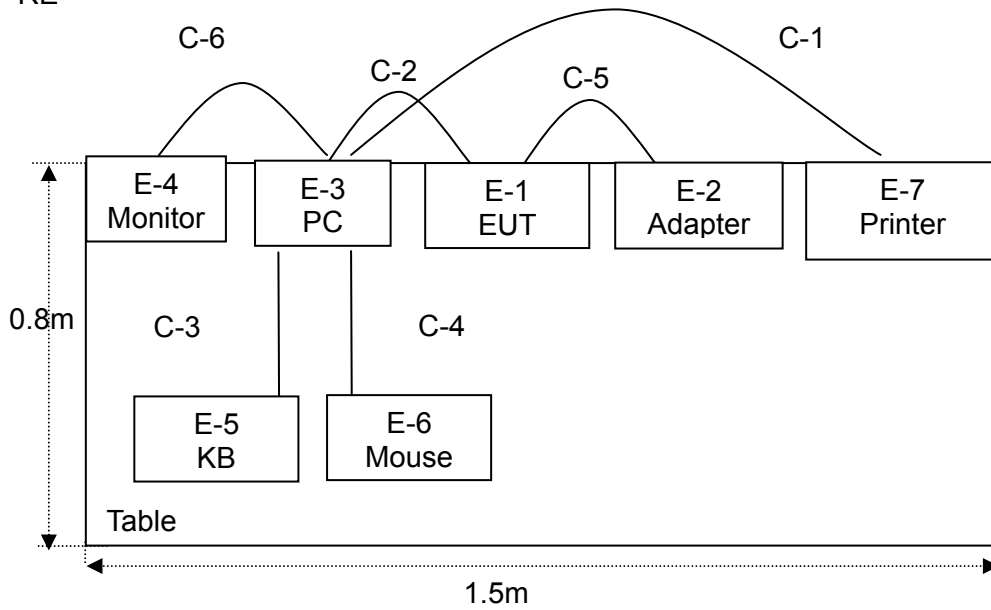 RE
C-6
C-1
C-2
C-5
E-4
Monitor
E-3
PC
E-1
EUT
E-2
Adapter
E-7
Printer
0.8m
C-3
C-4
E-5
KB
E-6
Mouse
Table
1.5m